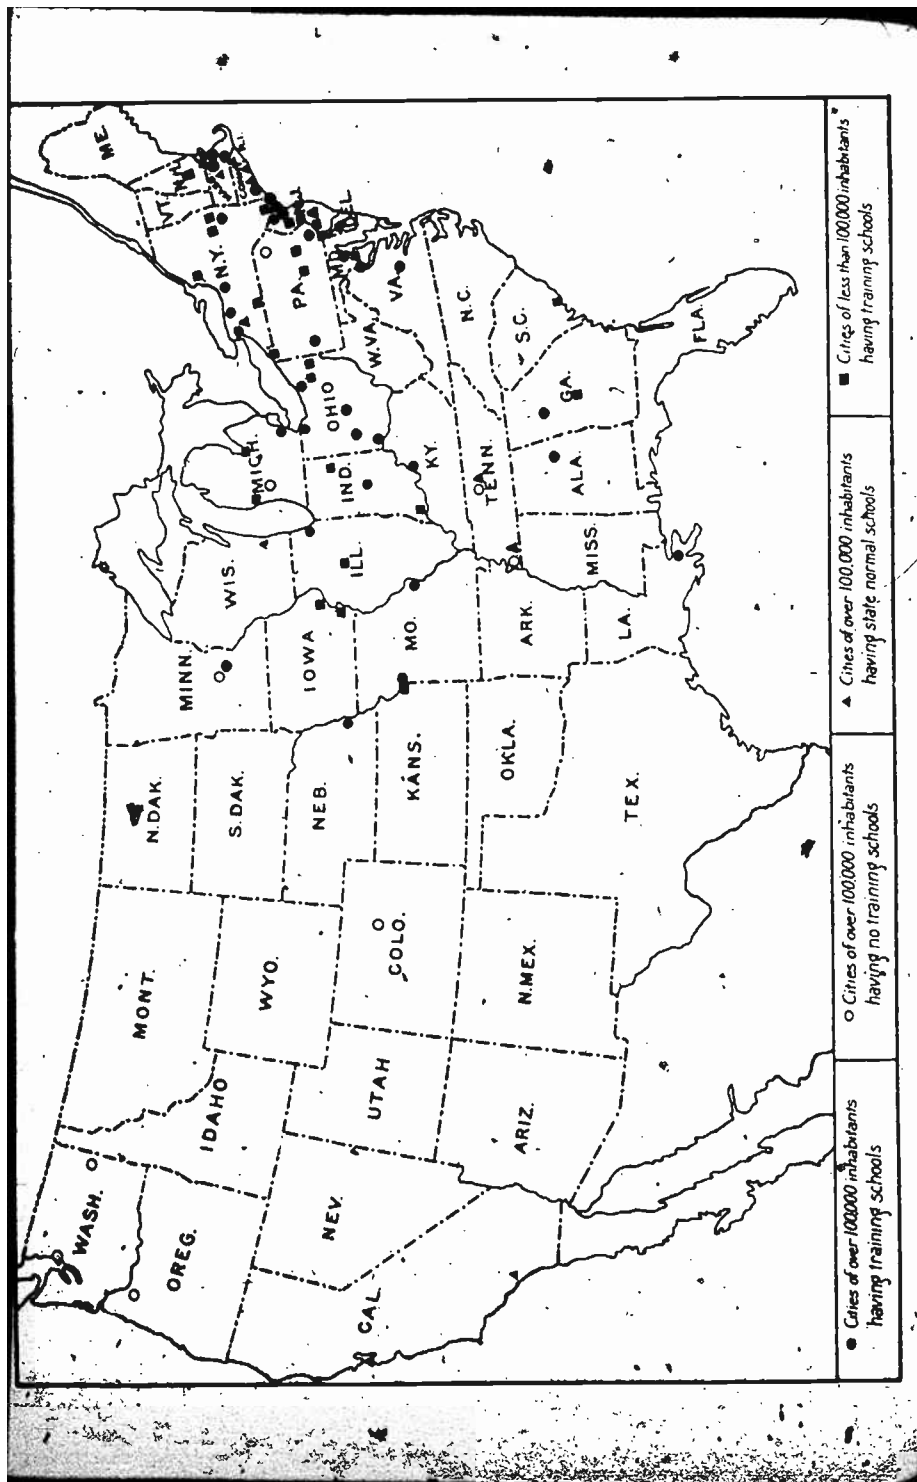 WASH.
OREG.
CAL.
NEV.
IDAHO
MONT.
WYO.
UTAH
ARIZ.
COLO.
N.MEX.
N.DAK.
S.DAK.
NEB.
KANS.
OKLA.
TEX.
MINN.
IOWA
MO.
ARK.
LA.
WIS.
ILL.
MISS.
MICH.
IND.
KY.
TENN.
ALA.
OHIO
GA.
FLA.
W.VA.
VA.
N.C.
S.C.
PA.
N.Y.
MD.
DEL.
VT.
ME.
Cities of over 100,000 inhabitants
having training schools
Cities of over 100,000 inhabitants
having no training schools
Cities of over 100,000 inhabitants
having state normal schools
Cities of less than 100,000 inhabitants
having training schools